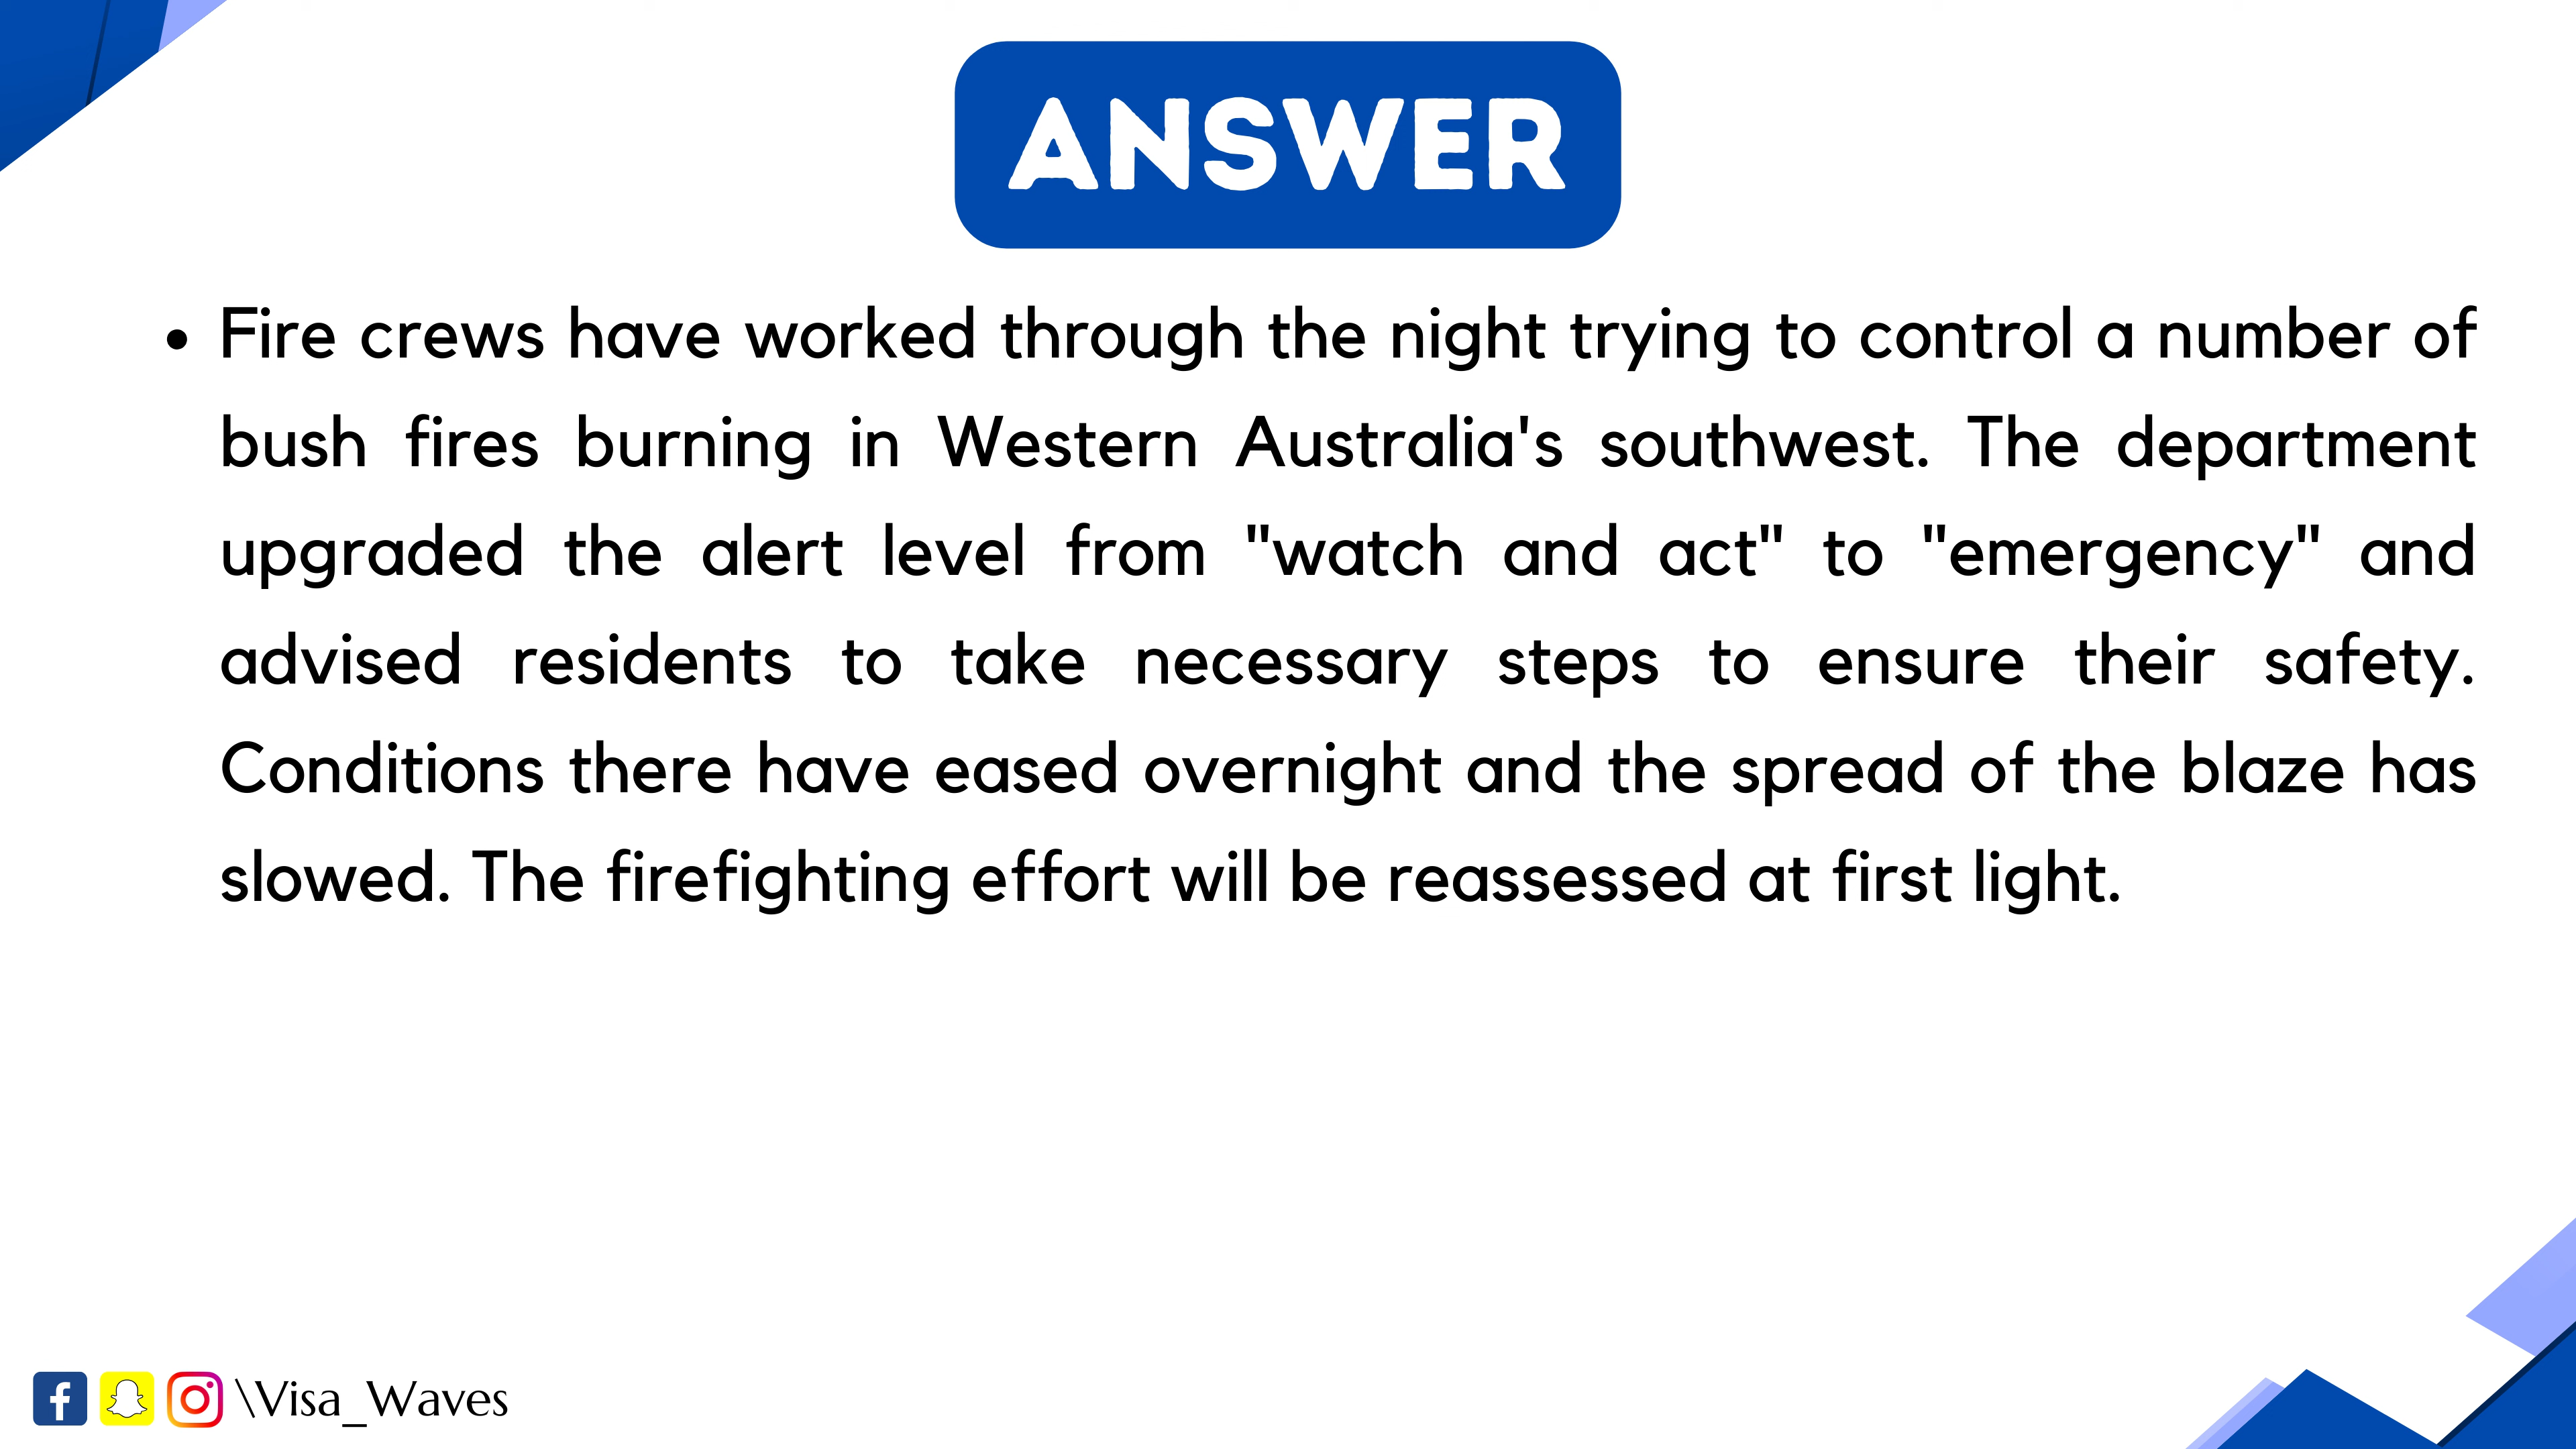 ANSWER
• Fire crews have worked through the night trying to control a number of
bush fires burning in Western Australia's southwest. The department
upgraded the alert level from "watch and act" to "emergency" and
advised residents to take necessary steps to ensure their safety.
Conditions there have eased overnight and the spread of the blaze has
slowed. The firefighting effort will be reassessed at first light.
\Visa_Waves